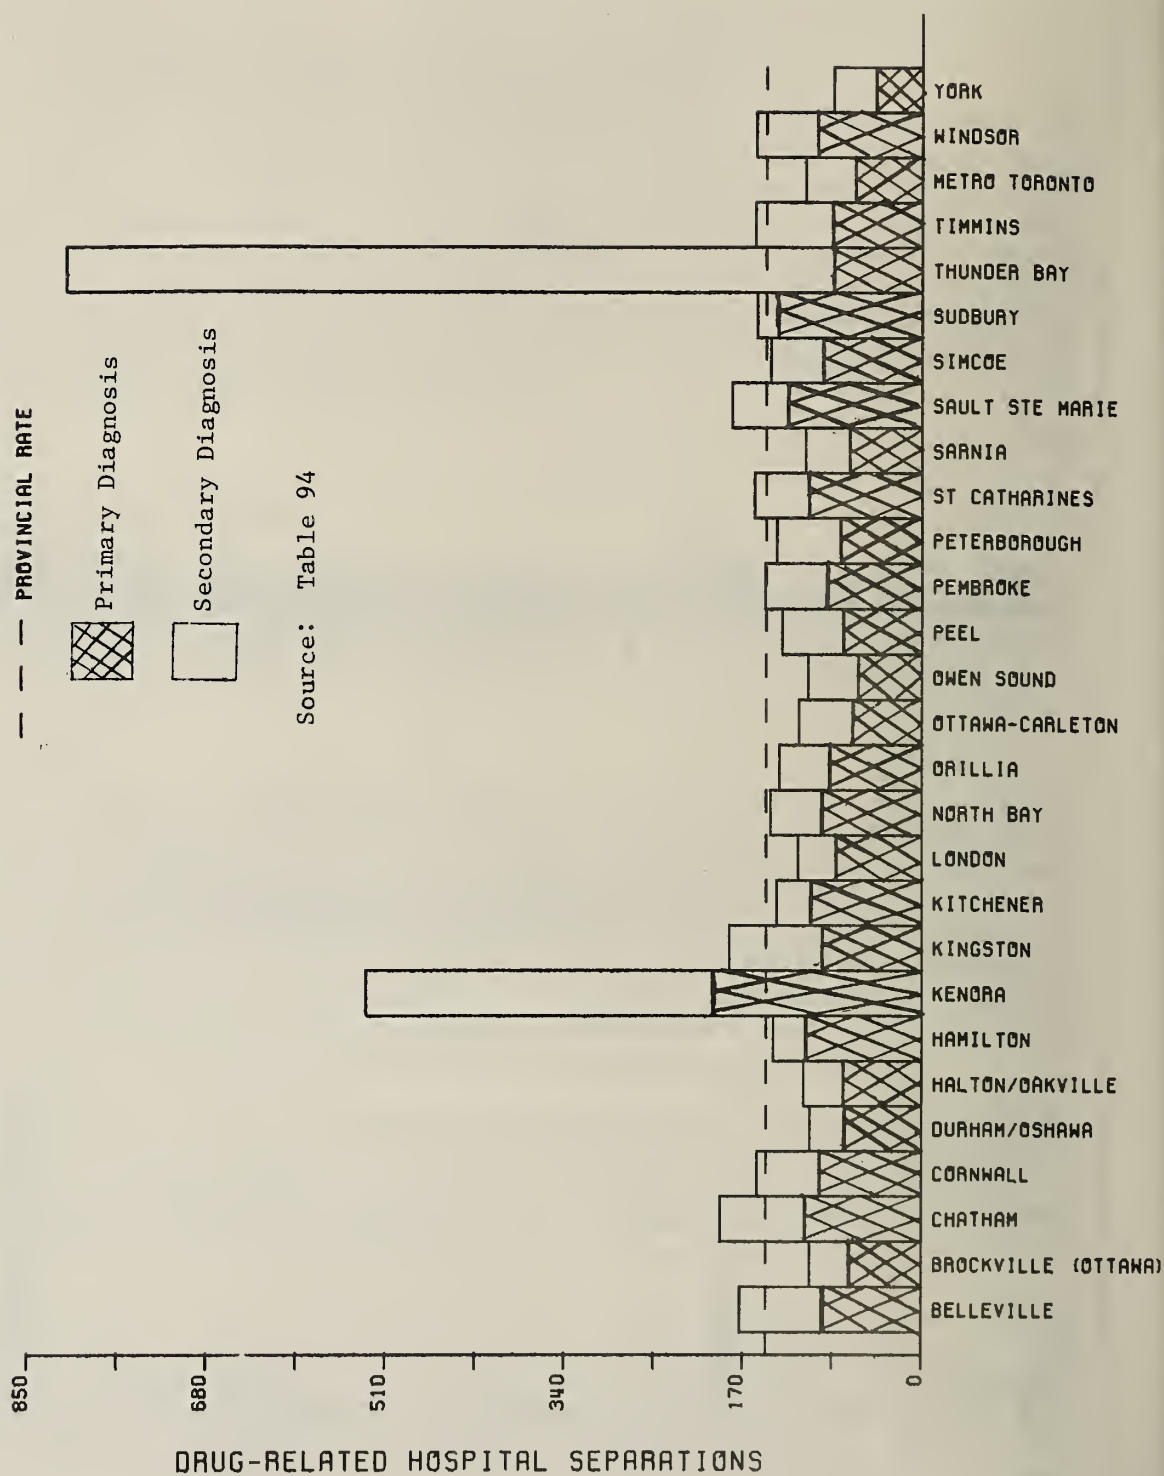 — — — PROVINCIAL RATE
Primary Diagnosis
Secondary Diagnosis
Source: Table 94
YORK
WINDSOR
METRO TORONTO
TIMMINS
THUNDER BAY
SUDBURY
SIMCOE
SAULT STE MARIE
SARNIA
ST CATHARINES
PETERBOROUGH
PEMBROKE
PEEL
OWEN SOUND
OTTAWA-CARLETON
ORILLIA
NORTH BAY
LONDON
KITCHENER
KINGSTON
KENORA
HAMILTON
HALTON/OAKVILLE
DURHAM/OSHAWA
CORNWALL
CHATHAM
BROCKVILLE (OTTAWA)
BELLEVILLE
850
680
510
340
170
0
DRUG-RELATED HOSPITAL SEPARATIONS